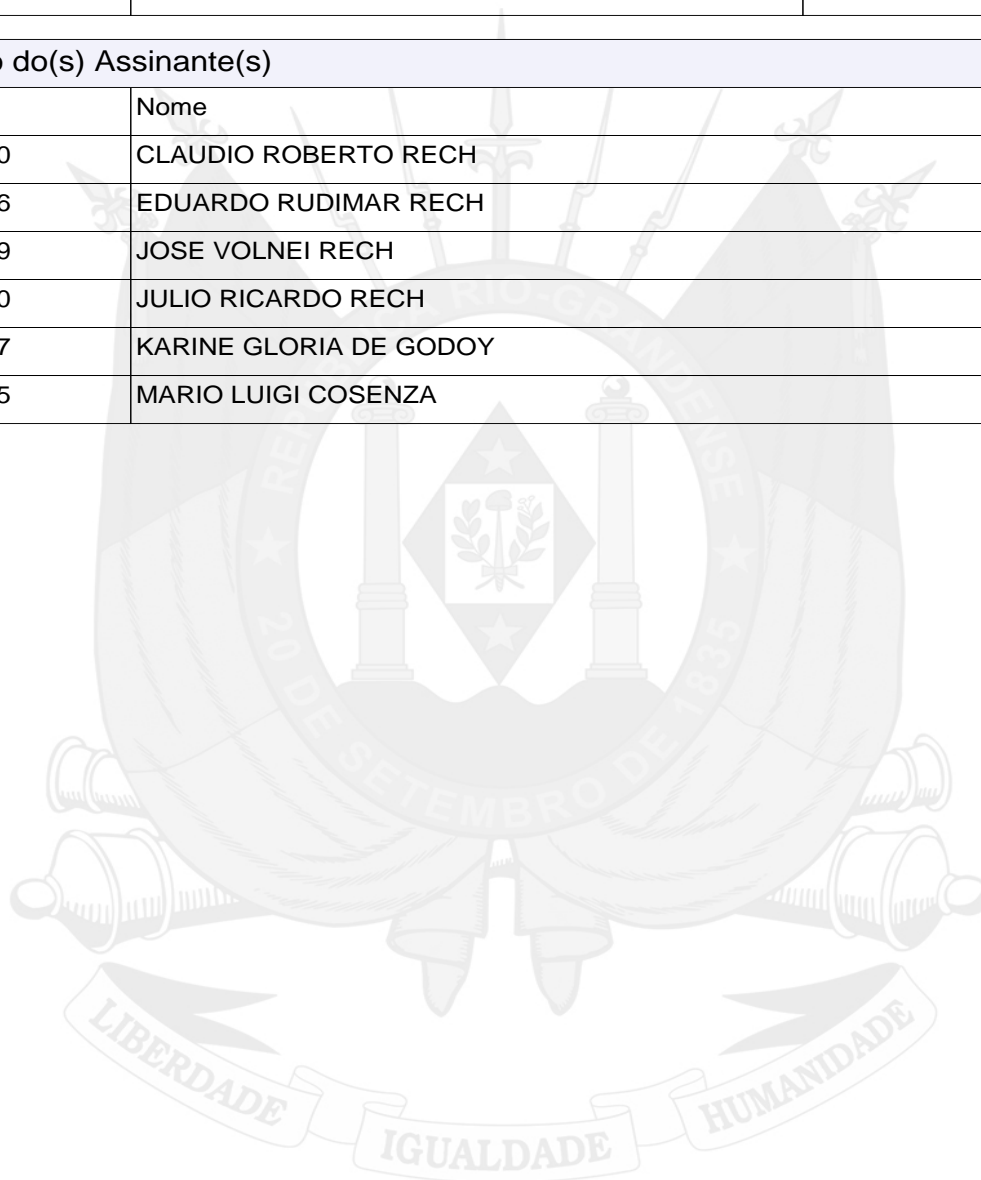 o do(s) Assinante(s)
Nome
0 CLAUDIO ROBERTO RECH
6 EDUARDO RUDIMAR RECH
9 JOSE VOLNEI RECH
0 JULIO RICARDO RECH
7 KARINE GLORIA DE GODOY
5 MARIO LUIGI COSENZA
REPÚBLICA RIO-GRANDENSE
20 DE SETEMBRO DE 1835
LIBERDADE IGUALDADE HUMANIDADE